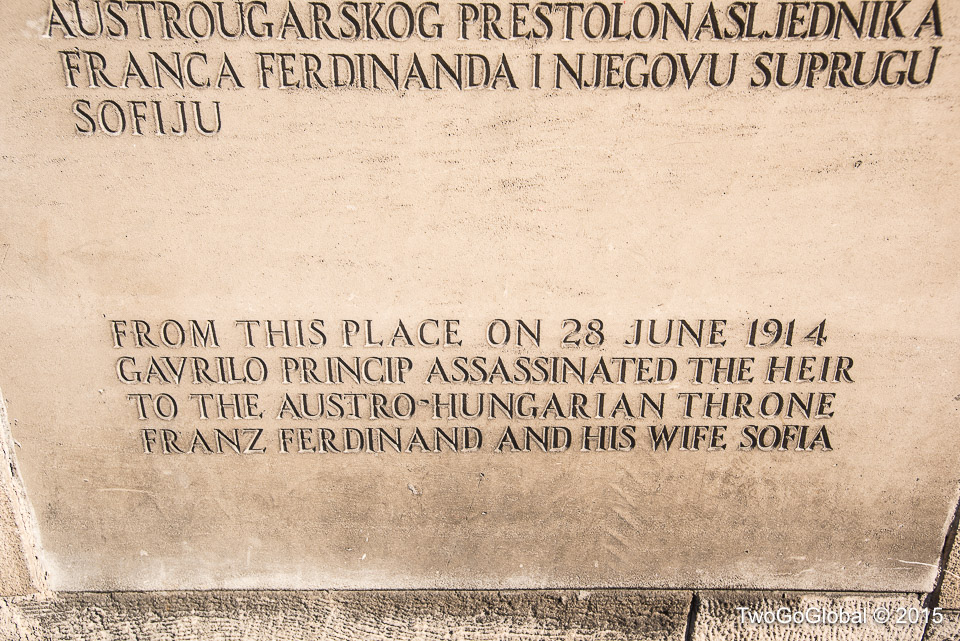 AUSTROUGARSKOG PRESTOLONASLJEDNIKA
FRANCA FERDINANDA I NJEGOVU SUPRUGU
SOFIJU
FROM THIS PLACE ON 28 JUNE 1914
GAVRILO PRINCIP ASSASSINATED THE HEIR
TO THE AUSTRO-HUNGARIAN THRONE
FRANZ FERDINAND AND HIS WIFE SOFIA
TwoGoGlobal © 2015